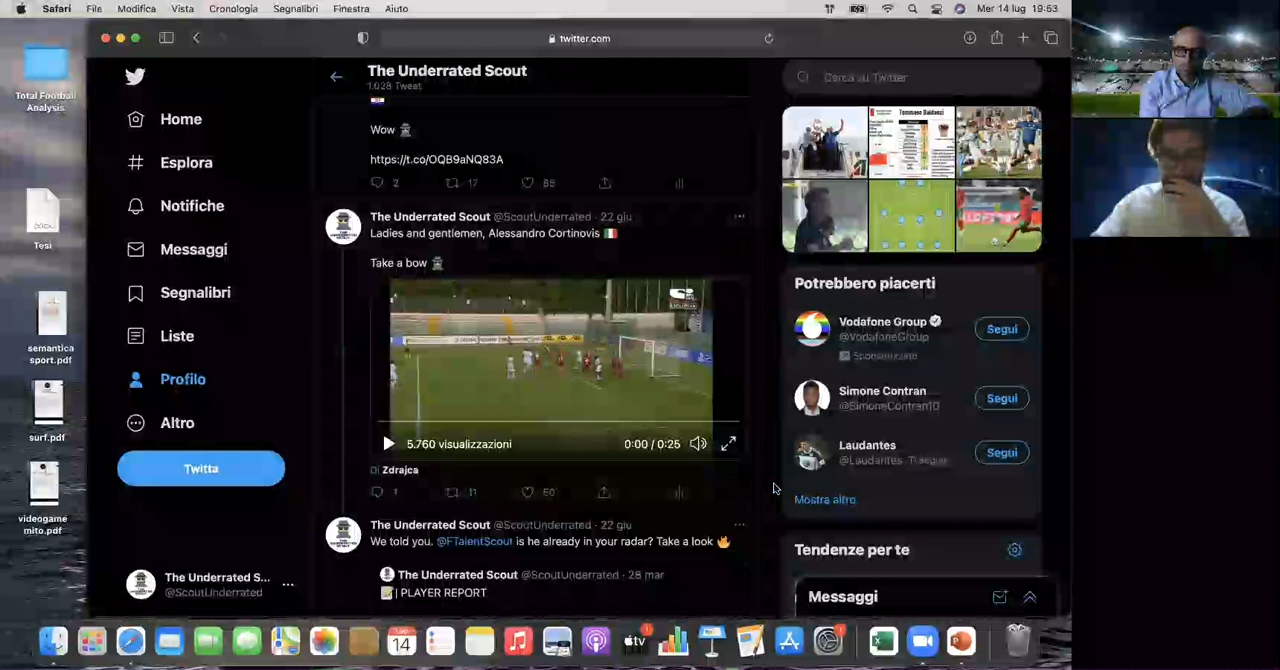 Safari File Modifica Vista Cronologia Segnalibri Finestra Aiuto
Mer 14 lug 19:53
twitter.com
Total Football
Analysis
DOCX
Tesi
semantica
sport.pdf
surf.pdf
videogame
mito.pdf
Home
Esplora
Notifiche
Messaggi
Segnalibri
Liste
Profilo
Altro
Twitta
The Underrated S...
@ScoutUnderrated
The Underrated Scout
1.028 Tweet
Wow
https://t.co/OQB9aNQ83A
2 17 85
The Underrated Scout @ScoutUnderrated · 22 giu
Ladies and gentlemen, Alessandro Cortinovis
Take a bow
5.760 visualizzazioni
0:00 / 0:25
Di Zdrajca
1 11 60
The Underrated Scout @ScoutUnderrated · 22 giu
We told you. @FTalentScout is he already in your radar? Take a look
The Underrated Scout @ScoutUnderrated · 28 mar
| PLAYER REPORT
Cerca su Twitter
Potrebbero piacerti
Vodafone Group
@VodafoneGroup
Sponsorizzato
Segui
Simone Contran
@SimoneContran10
Segui
Laudantes
@Laudantes Ti segue
Segui
Mostra altro
Tendenze per te
Messaggi
14
tv